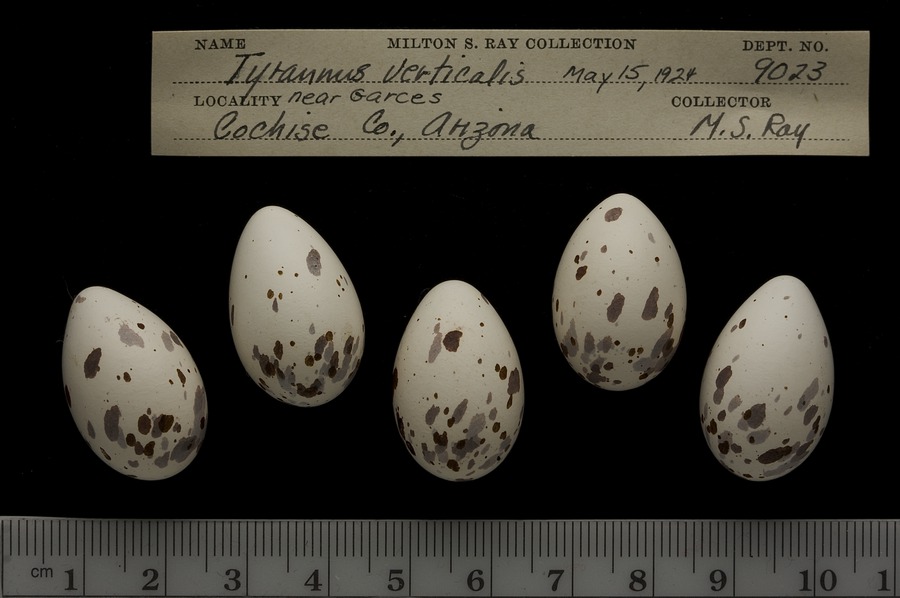 NAME MILTON S. RAY COLLECTION DEPT. NO.
Tyrannus verticalis May 15, 1924 9023
LOCALITY near Garces COLLECTOR
Cochise Co., Arizona M. S. Ray
cm 1 2 3 4 5 6 7 8 9 10 1